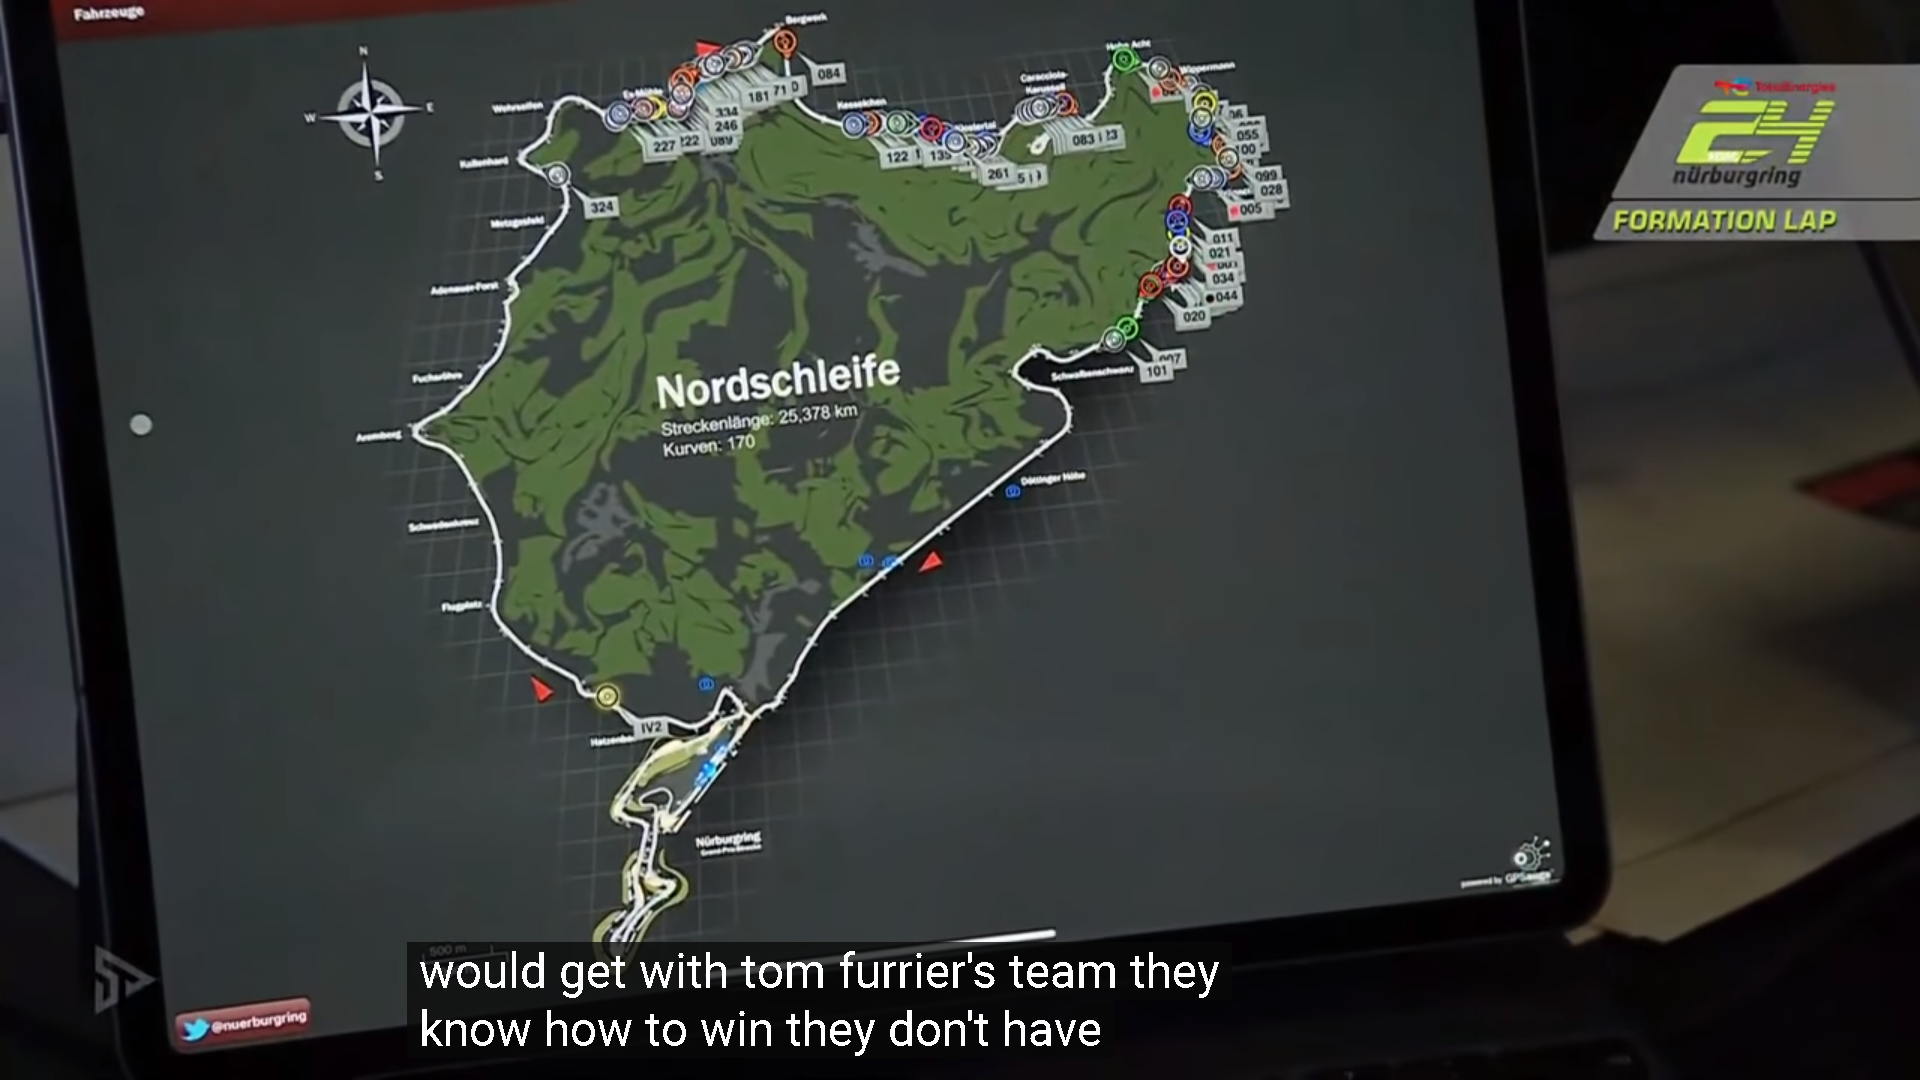 Fahrzeuge
N
W
E
S
Bergwerk
084
Ex-Mühle
Wehrseifen
Kallenhard
Metzgesfeld
Adenauer-Forst
Fuchsröhre
Aremberg
Schwedenkreuz
Flugplatz
181
71
334
246
227
222
089
324
Kesselchen
Klostertal
Caracciola-
Karussell
Hohe Acht
Wippermann
122
135
261
083
055
100
099
028
005
011
021
034
044
020
007
101
Schwalbenschwanz
Döttinger Höhe
Nordschleife
Streckenlänge: 25,378 km
Kurven: 170
IV2
Nürburgring
Grand-Prix-Strecke
500 m
powered by GPSauge
@nuerburgring
TotalEnergies
24
nürburgring
FORMATION LAP
would get with tom furrier's team they
know how to win they don't have